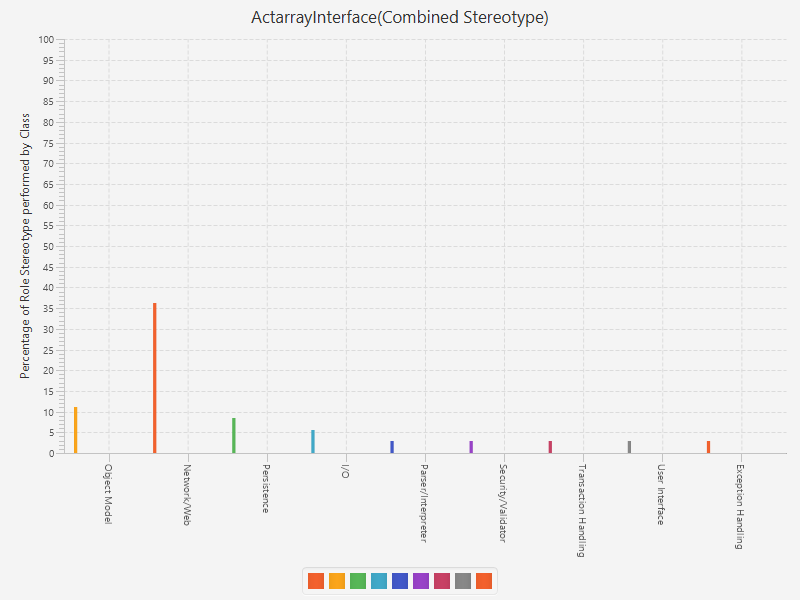 ActarrayInterface(Combined Stereotype)
Percentage of Role Stereotype performed by Class
100
95
90
85
80
75
70
65
60
55
50
45
40
35
30
25
20
15
10
5
0
Object Model
Network/Web
Persistence
I/O
Parser/Interpreter
Security/Validator
Transaction Handling
User Interface
Exception Handling